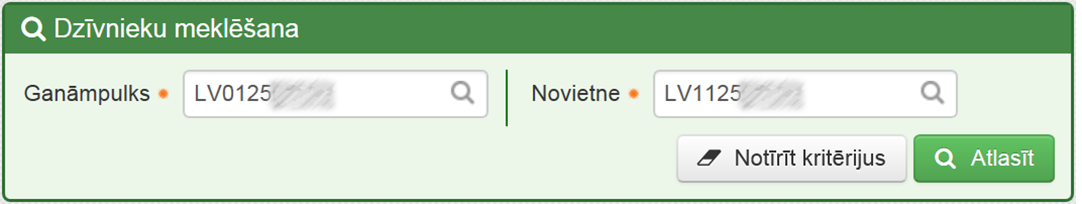 Dzīvnieku meklēšana
Ganāmpulks LV0125 Novietne LV1125
Notīrīt kritērijus Atlasīt